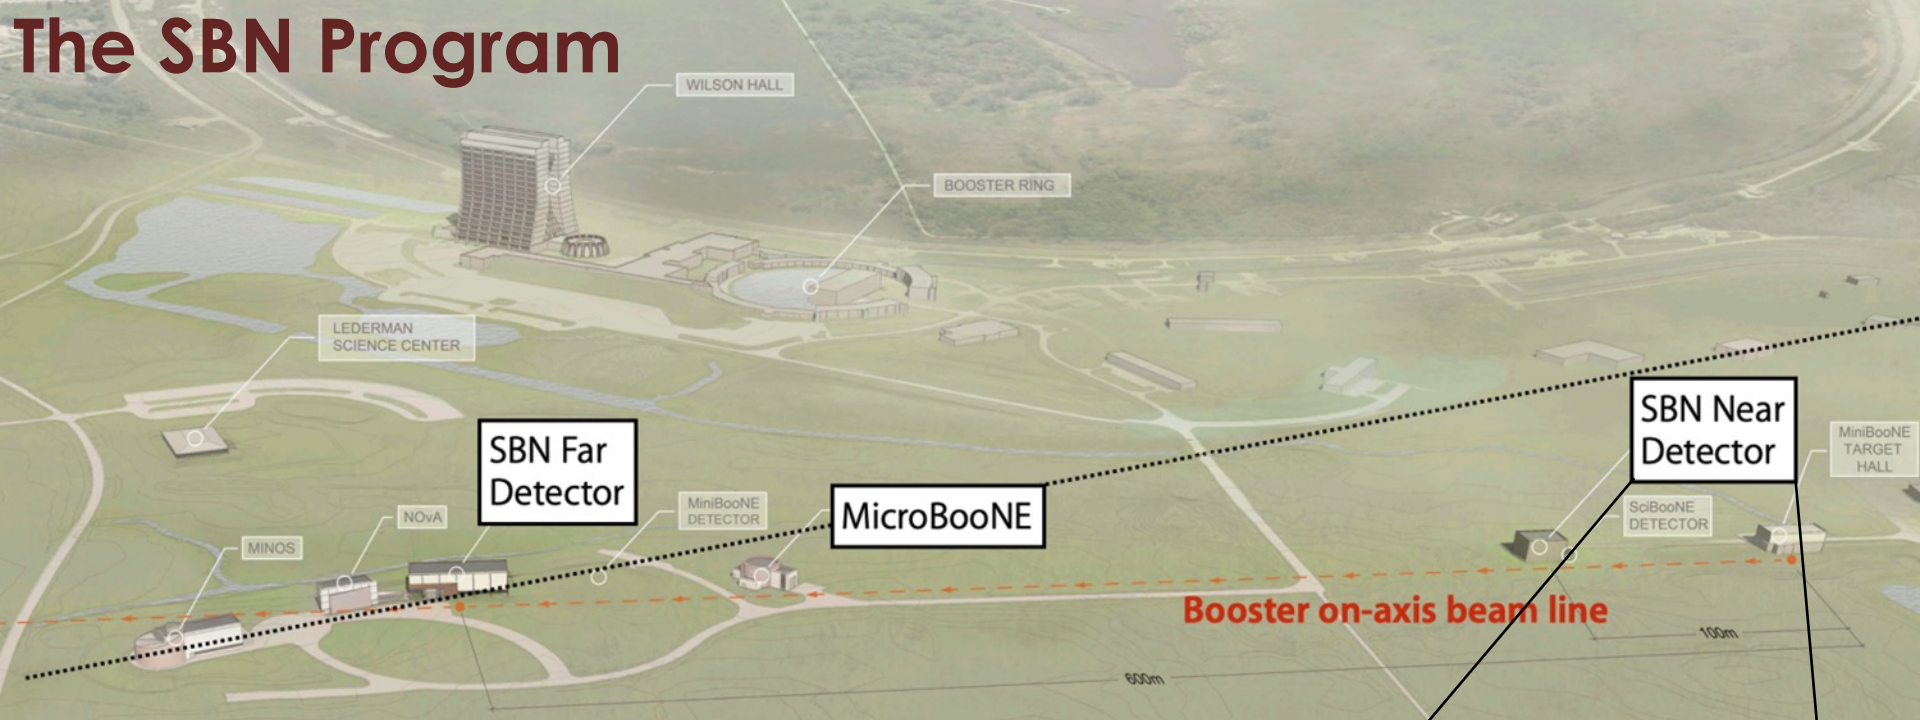 The SBN Program
WILSON HALL
BOOSTER RING
LEDERMAN
SCIENCE CENTER
SBN Far
Detector
SBN Near
Detector
MiniBooNE
TARGET
HALL
MicroBooNE
MiniBooNE
DETECTOR
NOvA
SciBooNE
DETECTOR
MINOS
Booster on-axis beam line
100m
600m